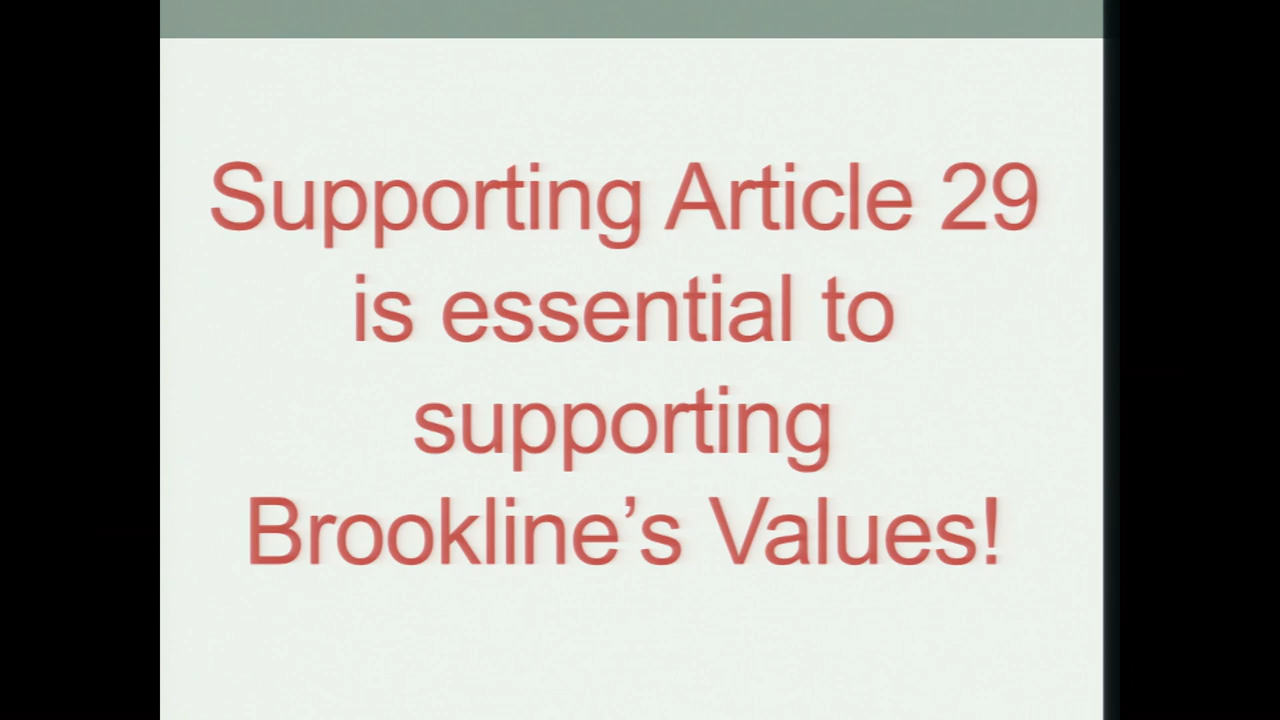 Supporting Article 29
is essential to
supporting
Brookline’s Values!